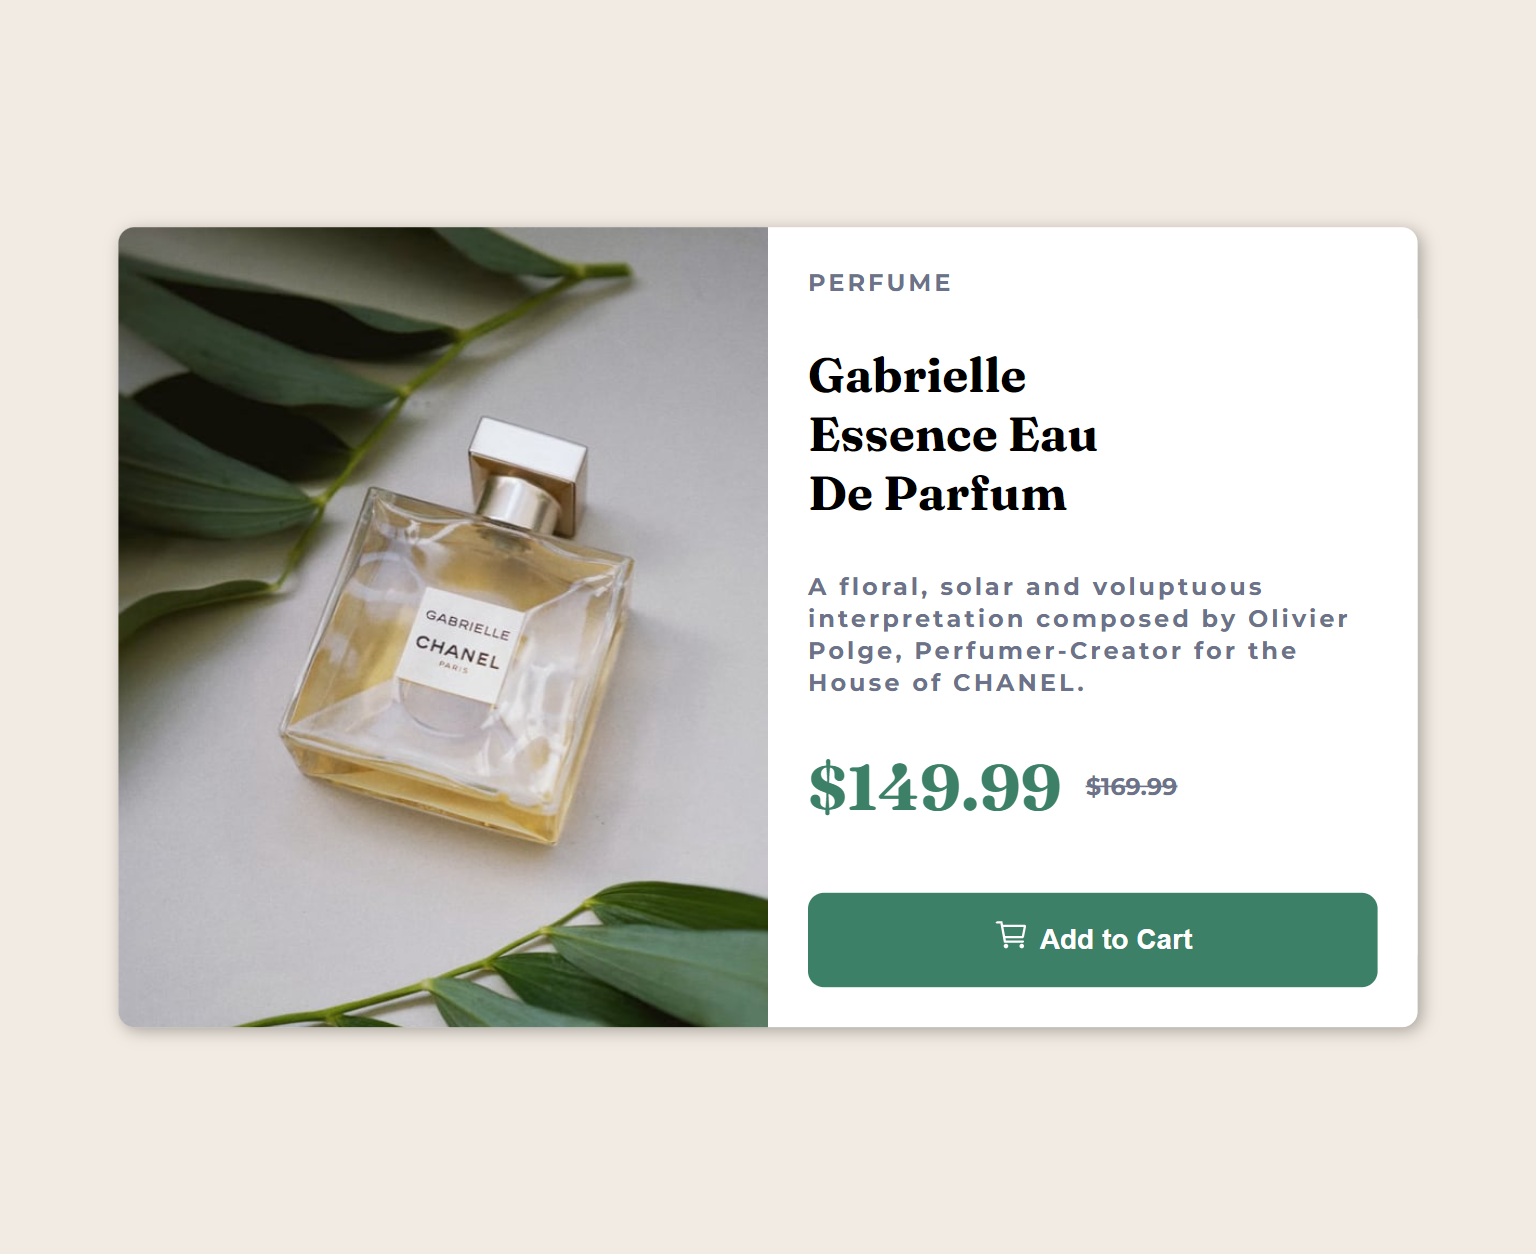 GABRIELLE
CHANEL
PARIS
PERFUME
Gabrielle
Essence Eau
De Parfum
A floral, solar and voluptuous
interpretation composed by Olivier
Polge, Perfumer-Creator for the
House of CHANEL.
$149.99 $169.99
Add to Cart